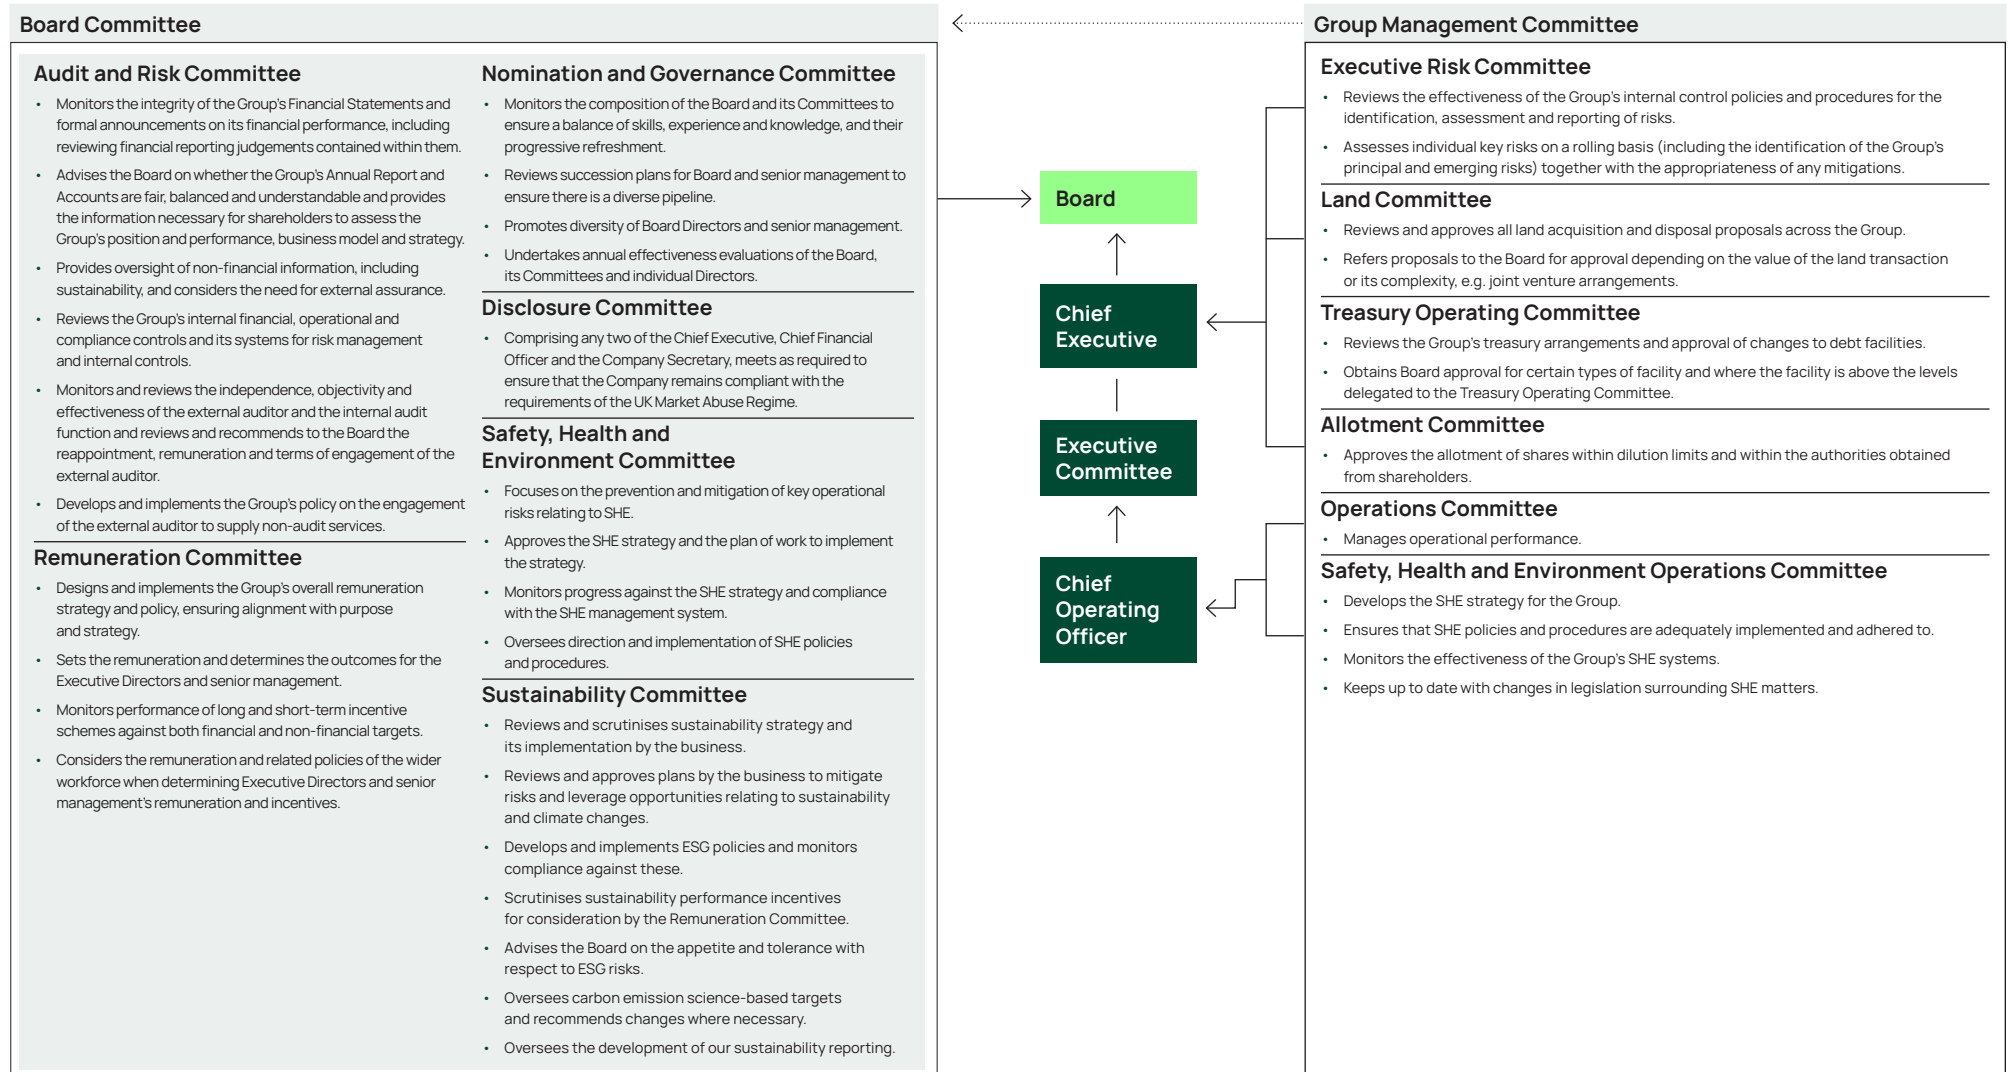 Board Committee
Audit and Risk Committee
• Monitors the integrity of the Group's Financial Statements and
formal announcements on its financial performance, including
reviewing financial reporting judgements contained within them.
• Advises the Board on whether the Group's Annual Report and
Accounts are fair, balanced and understandable and provides
the information necessary for shareholders to assess the
Group's position and performance, business model and strategy.
• Provides oversight of non-financial information, including
sustainability, and considers the need for external assurance.
• Reviews the Group's internal financial, operational and
compliance controls and its systems for risk management
and internal controls.
• Monitors and reviews the independence, objectivity and
effectiveness of the external auditor and the internal audit
function and reviews and recommends to the Board the
reappointment, remuneration and terms of engagement of the
external auditor.
• Develops and implements the Group's policy on the engagement
of the external auditor to supply non-audit services.
Remuneration Committee
• Designs and implements the Group's overall remuneration
strategy and policy, ensuring alignment with purpose
and strategy.
• Sets the remuneration and determines the outcomes for the
Executive Directors and senior management.
• Monitors performance of long and short-term incentive
schemes against both financial and non-financial targets.
• Considers the remuneration and related policies of the wider
workforce when determining Executive Directors and senior
management's remuneration and incentives.
Nomination and Governance Committee
• Monitors the composition of the Board and its Committees to
ensure a balance of skills, experience and knowledge, and their
progressive refreshment.
• Reviews succession plans for Board and senior management to
ensure there is a diverse pipeline.
• Promotes diversity of Board Directors and senior management.
• Undertakes annual effectiveness evaluations of the Board,
its Committees and individual Directors.
Disclosure Committee
• Comprising any two of the Chief Executive, Chief Financial
Officer and the Company Secretary, meets as required to
ensure that the Company remains compliant with the
requirements of the UK Market Abuse Regime.
Safety, Health and
Environment Committee
• Focuses on the prevention and mitigation of key operational
risks relating to SHE.
• Approves the SHE strategy and the plan of work to implement
the strategy.
• Monitors progress against the SHE strategy and compliance
with the SHE management system.
• Oversees direction and implementation of SHE policies
and procedures.
Sustainability Committee
• Reviews and scrutinises sustainability strategy and
its implementation by the business.
• Reviews and approves plans by the business to mitigate
risks and leverage opportunities relating to sustainability
and climate changes.
• Develops and implements ESG policies and monitors
compliance against these.
• Scrutinises sustainability performance incentives
for consideration by the Remuneration Committee.
• Advises the Board on the appetite and tolerance with
respect to ESG risks.
• Oversees carbon emission science-based targets
and recommends changes where necessary.
• Oversees the development of our sustainability reporting.
Board
Chief
Executive
Executive
Committee
Chief
Operating
Officer
Group Management Committee
Executive Risk Committee
• Reviews the effectiveness of the Group's internal control policies and procedures for the
identification, assessment and reporting of risks.
• Assesses individual key risks on a rolling basis (including the identification of the Group's
principal and emerging risks) together with the appropriateness of any mitigations.
Land Committee
• Reviews and approves all land acquisition and disposal proposals across the Group.
• Refers proposals to the Board for approval depending on the value of the land transaction
or its complexity, e.g. joint venture arrangements.
Treasury Operating Committee
• Reviews the Group's treasury arrangements and approval of changes to debt facilities.
• Obtains Board approval for certain types of facility and where the facility is above the levels
delegated to the Treasury Operating Committee.
Allotment Committee
• Approves the allotment of shares within dilution limits and within the authorities obtained
from shareholders.
Operations Committee
• Manages operational performance.
Safety, Health and Environment Operations Committee
• Develops the SHE strategy for the Group.
• Ensures that SHE policies and procedures are adequately implemented and adhered to.
• Monitors the effectiveness of the Group's SHE systems.
• Keeps up to date with changes in legislation surrounding SHE matters.